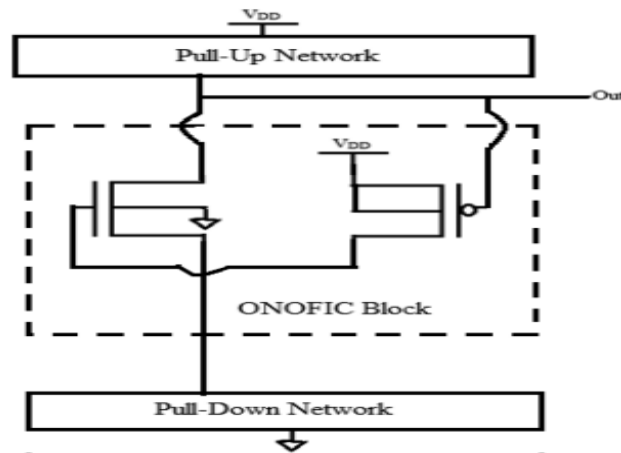 VDD
Pull-Up Network
Out
VDD
ONOFIC Block
Pull-Down Network